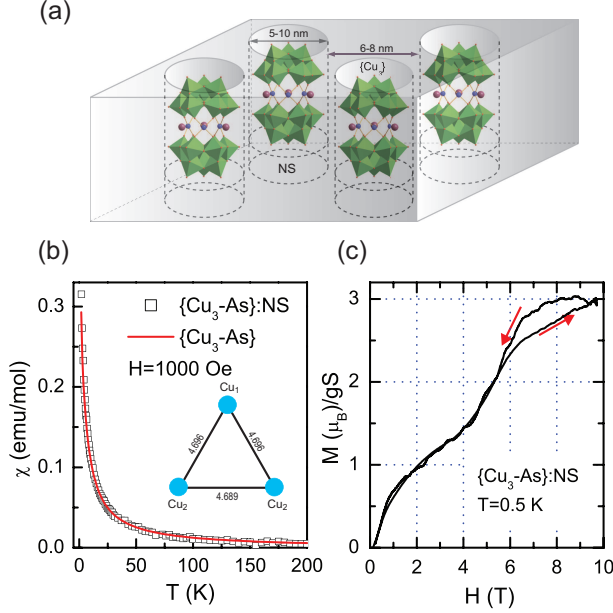 (a)
5-10 nm
6-8 nm
{Cu3}
NS
(b)
χ (emu/mol)
0.3
0.2
0.1
0.0
{Cu3-As}:NS
{Cu3-As}
H=1000 Oe
Cu1
4.696
4.696
Cu2
4.689
Cu2
0 50 100 150 200
T (K)
(c)
M (μB)/gS
3
2
1
0
{Cu3-As}:NS
T=0.5 K
0 2 4 6 8 10
H (T)